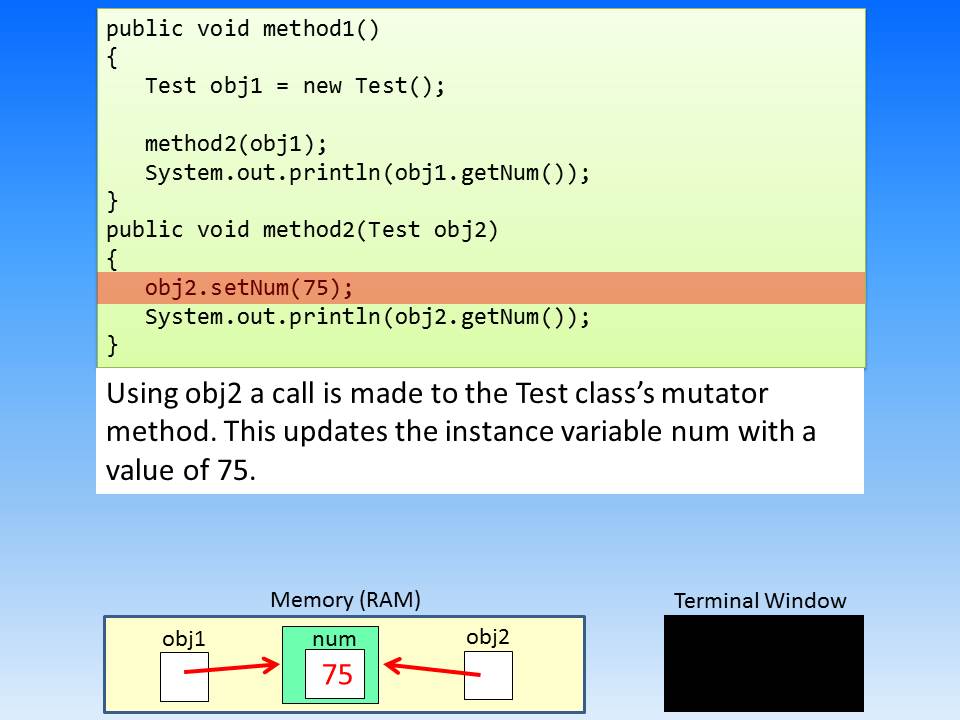 public void method1()
{
   Test obj1 = new Test();

   method2(obj1);
   System.out.println(obj1.getNum());
}
public void method2(Test obj2)
{
   obj2.setNum(75);
   System.out.println(obj2.getNum());
}
Using obj2 a call is made to the Test class’s mutator
method. This updates the instance variable num with a
value of 75.
Memory (RAM)
obj1
num
obj2
75
Terminal Window